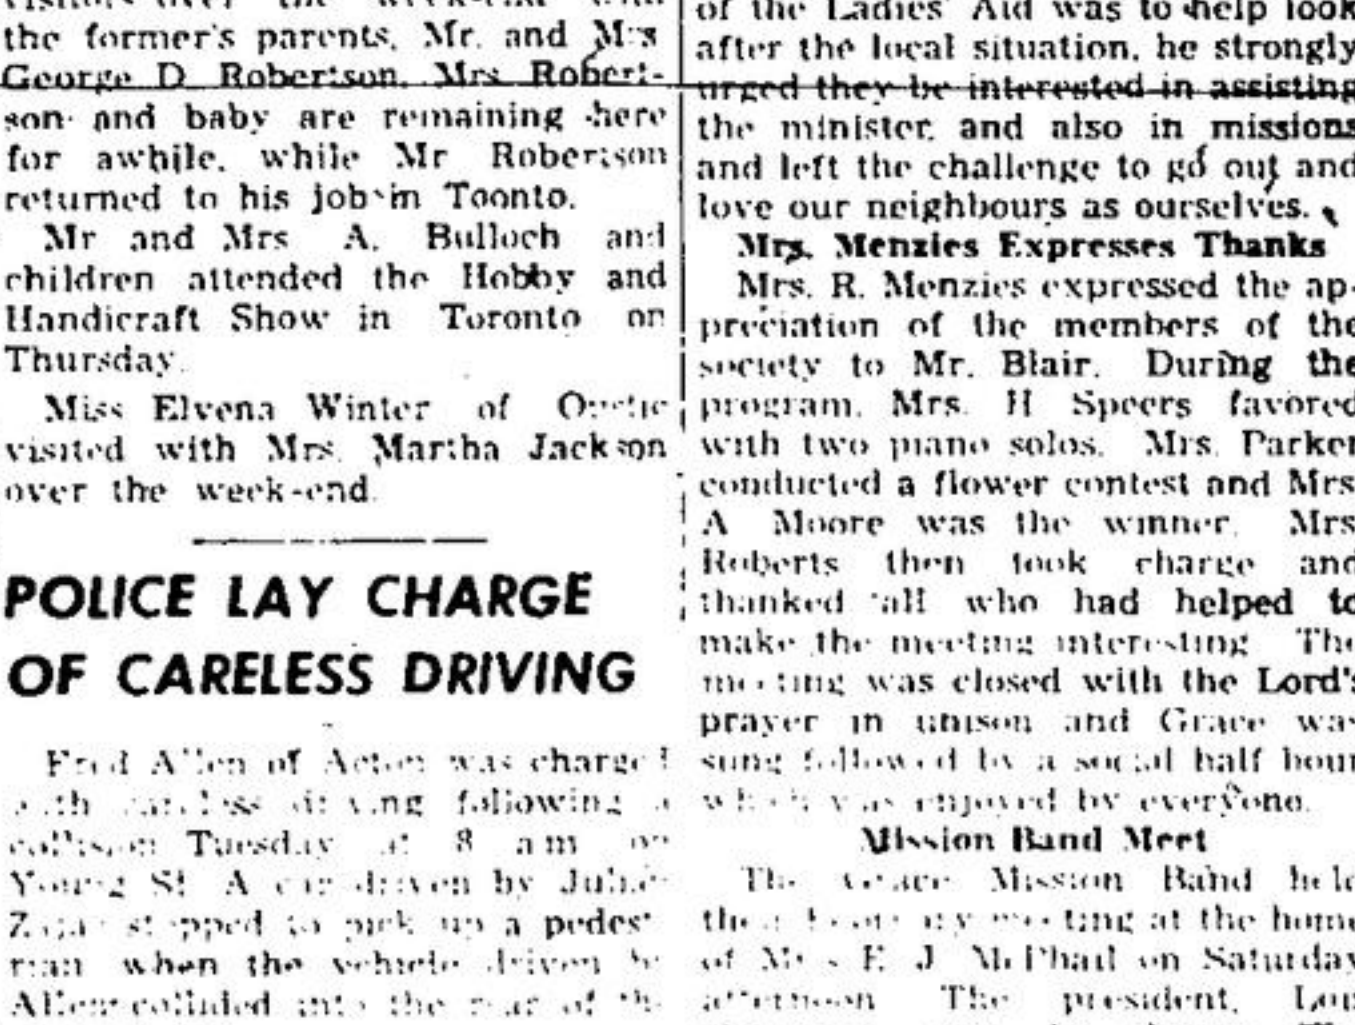 the former's parents, Mr. and Mrs
George D Robertson. Mrs Robert-
son and baby are remaining here
for awhile, while Mr Robertson
returned to his job in Toonto.
Mr and Mrs A. Bulloch and
children attended the Hobby and
Handicraft Show in Toronto on
Thursday.
Miss Elvena Winter of
visited with Mrs. Martha Jackson
over the week-end.
POLICE LAY CHARGE
OF CARELESS DRIVING
Fred Allen of Acton was charged
with careless driving following a
collision Tuesday at 8 a m on
Young St A car driven by
stopped to pick up a pedest
rian when the vehicle driven by
Allen collided into the rear of the
of the Ladies' Aid was to help look
after the local situation, he strongly
urged they be interested in assisting
the minister, and also in missions
and left the challenge to go out and
love our neighbours as ourselves.
Mrs. Menzies Expresses Thanks
Mrs. R. Menzies expressed the ap-
preciation of the members of the
society to Mr. Blair. During the
program, Mrs. H Speers favored
with two piano solos. Mrs. Parker
conducted a flower contest and Mrs
A Moore was the winner. Mrs
Roberts then took charge and
thanked all who had helped to
make the meeting interesting The
meeting was closed with the Lord's
prayer in unison and Grace was
sung followed by a social half hour
which was enjoyed by everyone.
Mission Band Meet
The Grace Mission Band held
their meeting at the home
of Mrs E J McPhail on Saturday
afternoon The president,